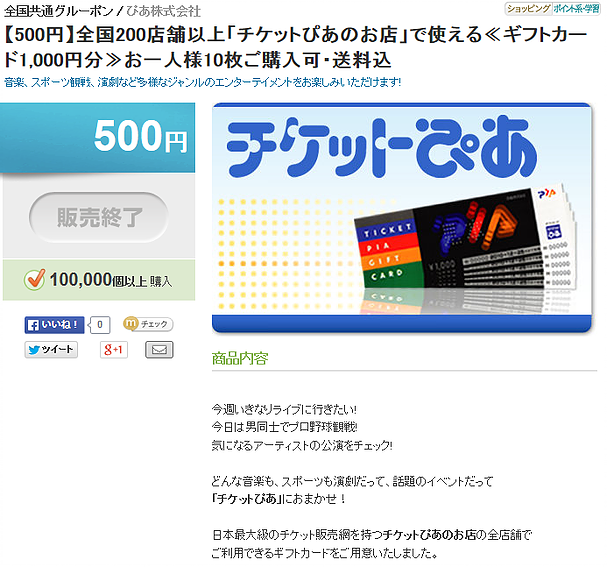 全国共通グルーポン / ぴあ株式会社
ショッピング ポイント系・学習
【500円】全国200店舗以上「チケットぴあのお店」で使える≪ギフトカー
ド1,000円分≫お一人様10枚ご購入可・送料込
音楽、スポーツ観戦、演劇など多様なジャンルのエンターテイメントをお楽しみいただけます!
500円
販売終了
100,000個以上 購入
いいね! 0 チェック
ツイート g+1
チケットぴあ
TICKET
PIA
GIFT
CARD
PIA
¥1,000
商品内容
今週いきなりライブに行きたい!
今日は男同士でプロ野球観戦!
気になるアーティストの公演をチェック!
どんな音楽も、スポーツも演劇だって、話題のイベントだって
「チケットぴあ」におまかせ!
日本最大級のチケット販売網を持つチケットぴあのお店の全店舗で
ご利用できるギフトカードをご用意いたしました。